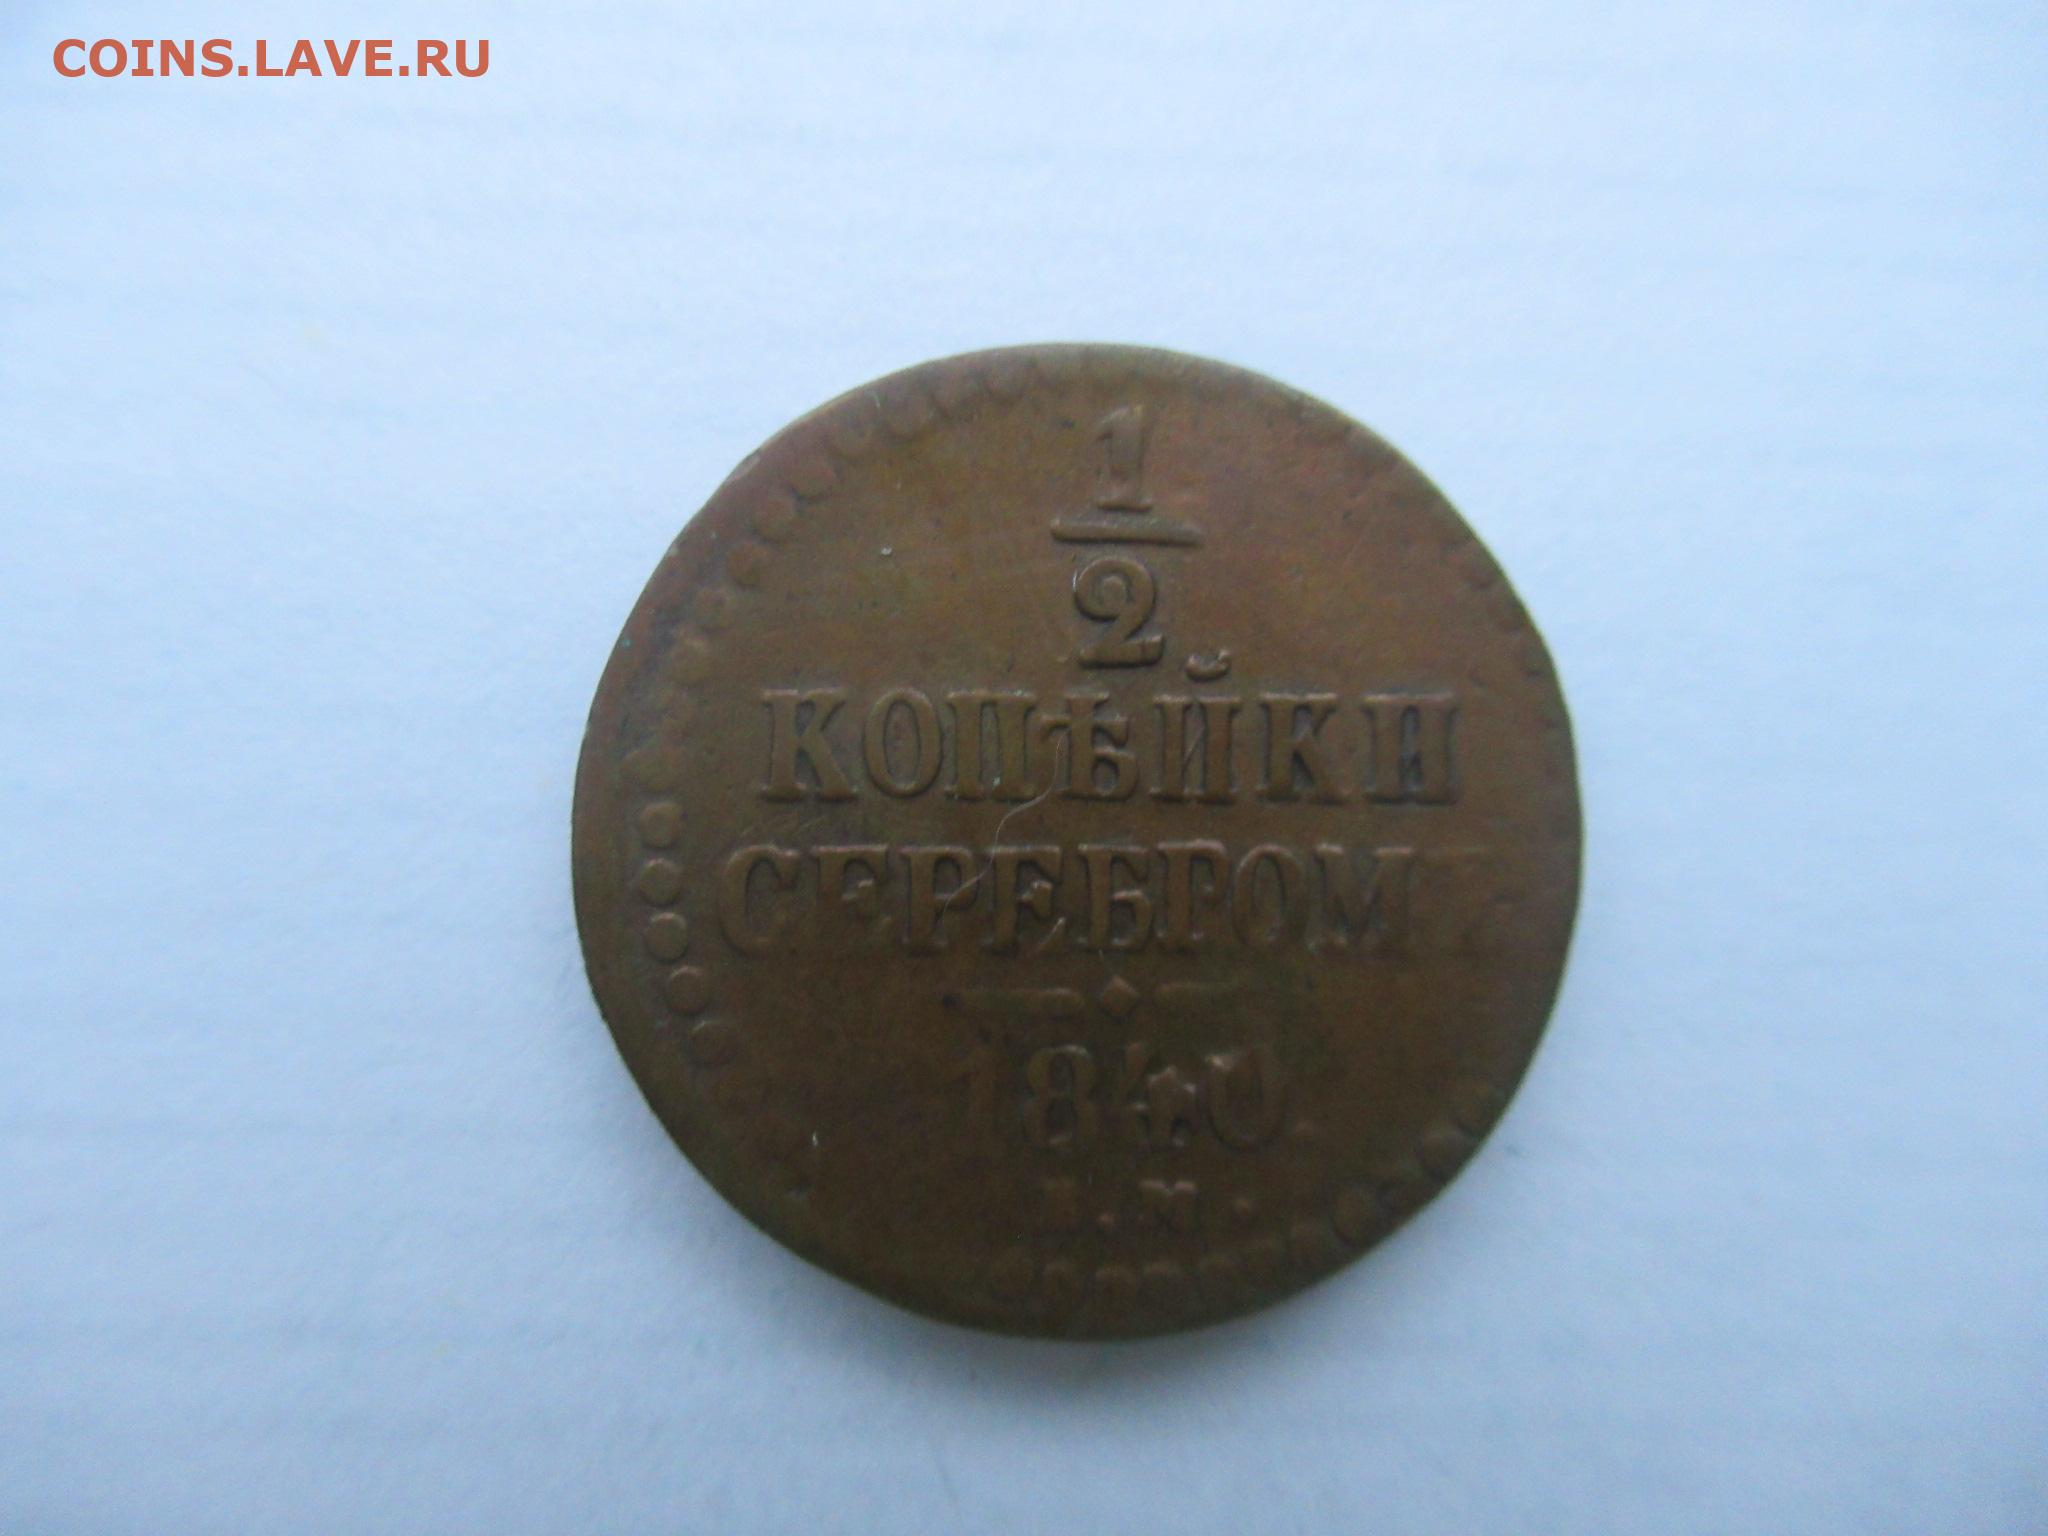 COINS.LAVE.RU
1
2
КОПѢЙКИ
СЕРЕБРОМЪ
1840